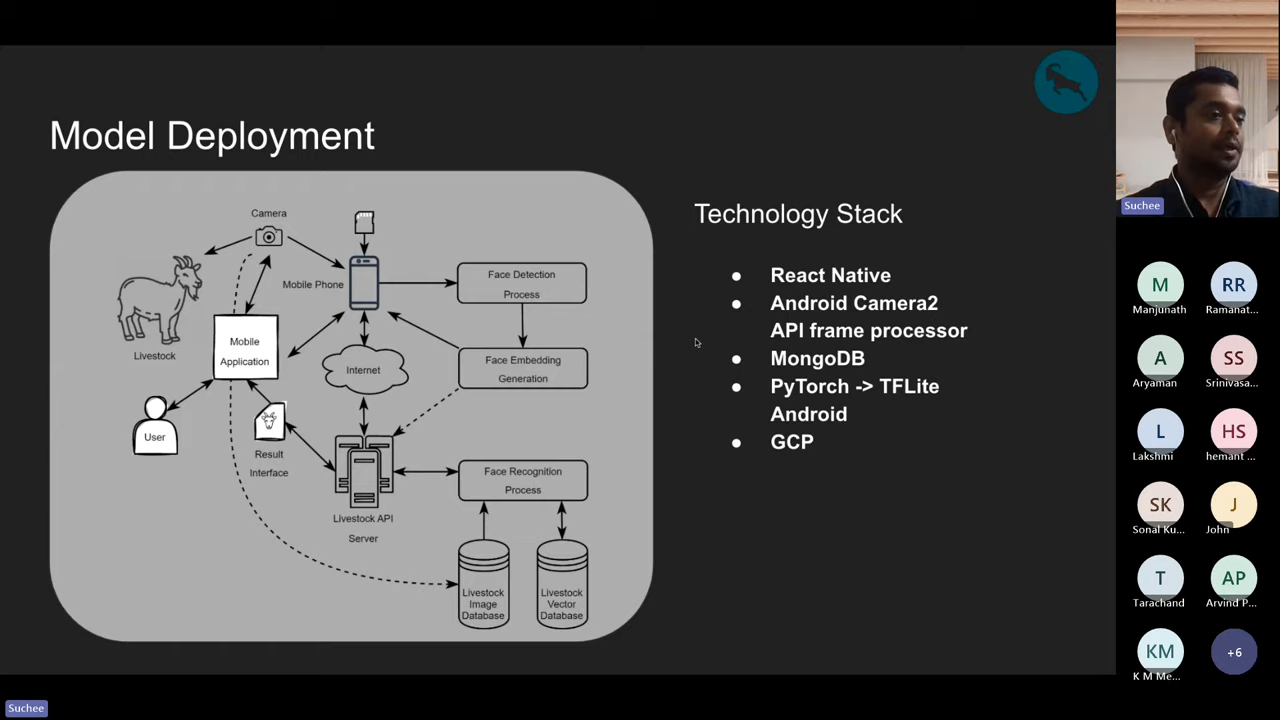 Model Deployment
Camera
Mobile Phone
Face Detection
Process
Livestock
Mobile
Application
Internet
Face Embedding
Generation
User
Result
Interface
Livestock API
Server
Face Recognition
Process
Livestock
Image
Database
Livestock
Vector
Database
Technology Stack
● React Native
● Android Camera2
API frame processor
● MongoDB
● PyTorch -> TFLite
Android
● GCP
Suchee
M
Manjunath
RR
Ramanat...
A
Aryaman
SS
Srinivasa...
L
Lakshmi
HS
hemant ...
SK
Sonal Ku...
J
John
T
Tarachand
AP
Arvind P...
KM
K M Me...
+6
Suchee